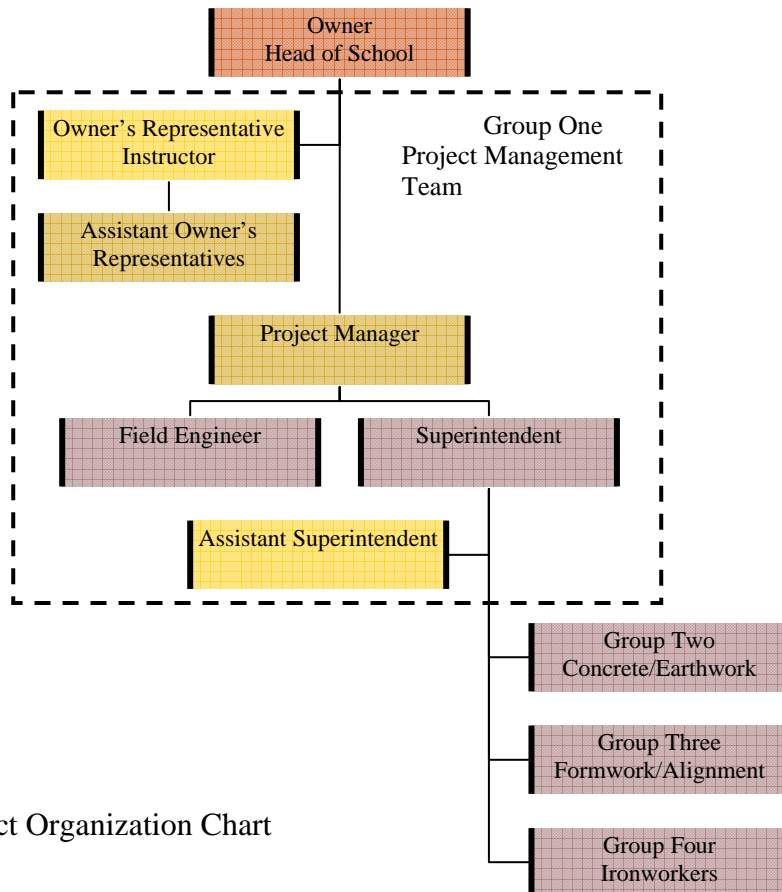 Owner
Head of School
Owner’s Representative
Instructor
Group One
Project Management
Team
Assistant Owner’s
Representatives
Project Manager
Field Engineer
Superintendent
Assistant Superintendent
Group Two
Concrete/Earthwork
Group Three
Formwork/Alignment
ct Organization Chart
Group Four
Ironworkers